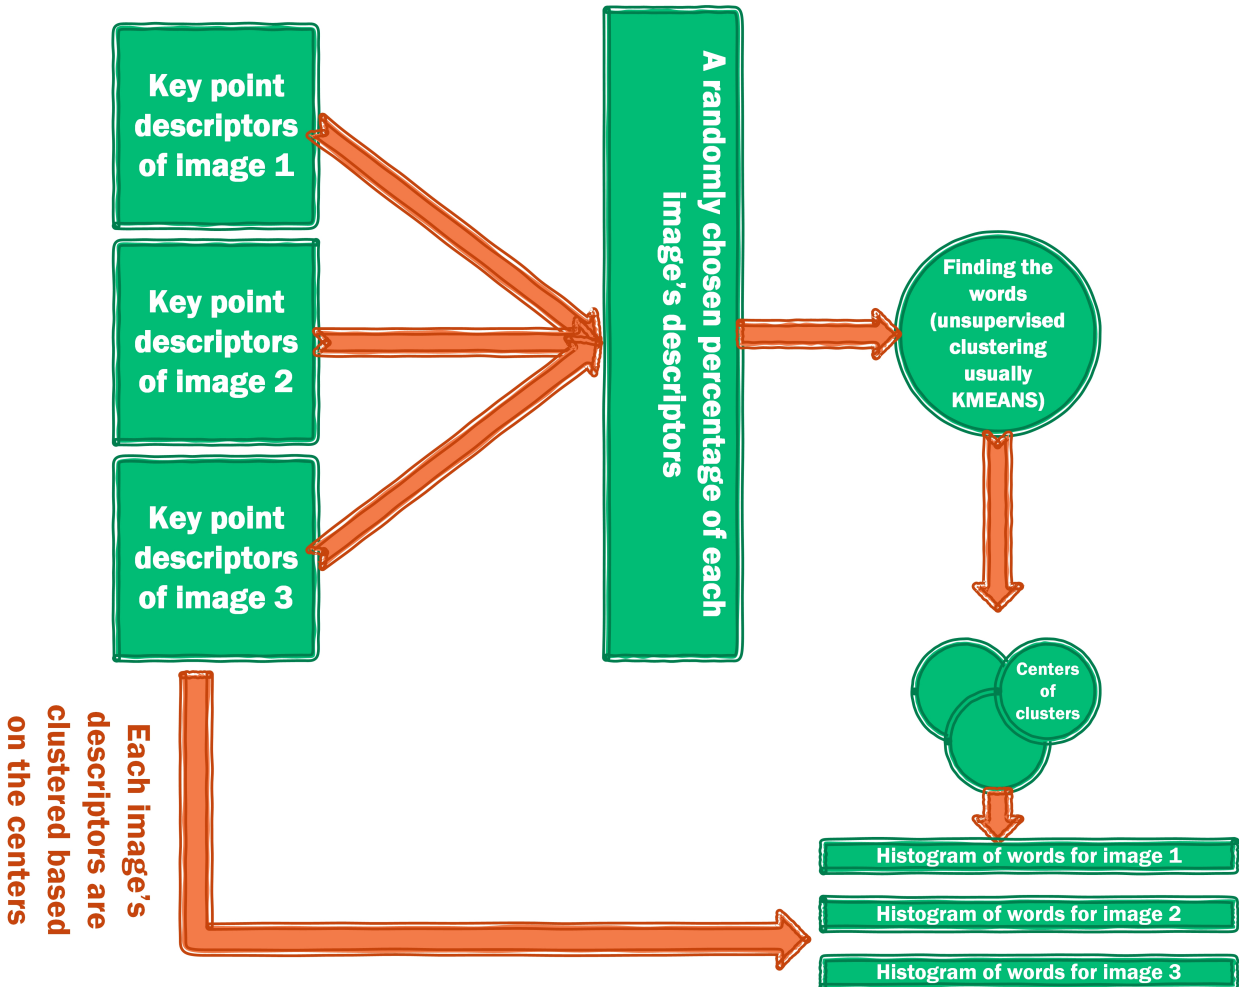 Key point
descriptors
of image 1
Key point
descriptors
of image 2
Key point
descriptors
of image 3
A randomly chosen percentage of each
image's descriptors
Finding the
words
(unsupervised
clustering
usually
KMEANS)
Centers
of
clusters
Each image's
descriptors are
clustered based
on the centers
Histogram of words for image 1
Histogram of words for image 2
Histogram of words for image 3